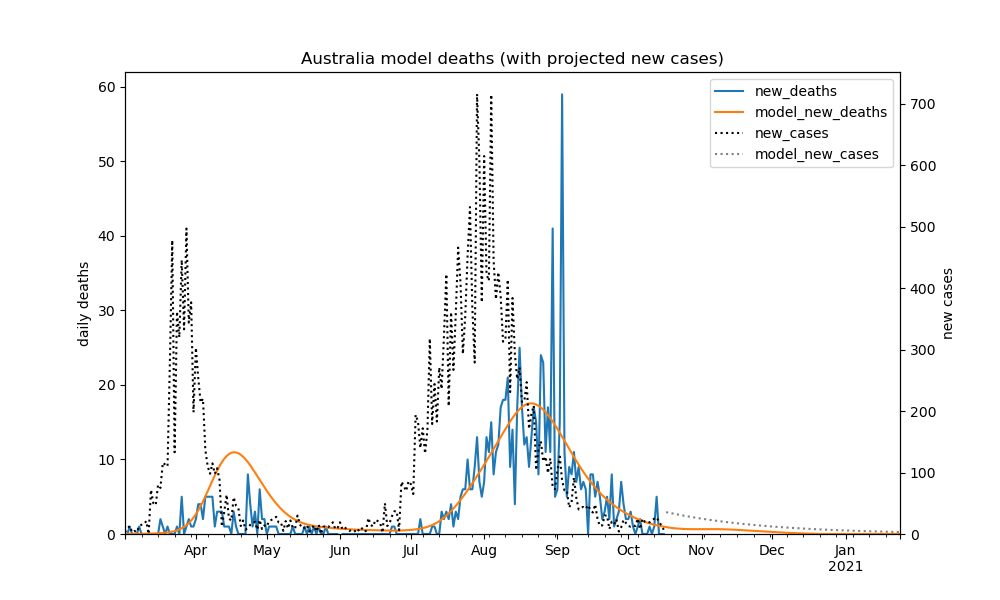 Australia model deaths (with projected new cases)
new_deaths
model_new_deaths
new_cases
model_new_cases
daily deaths
new cases
60
50
40
30
20
10
0
700
600
500
400
300
200
100
0
Apr May Jun Jul Aug Sep Oct Nov Dec Jan
2021